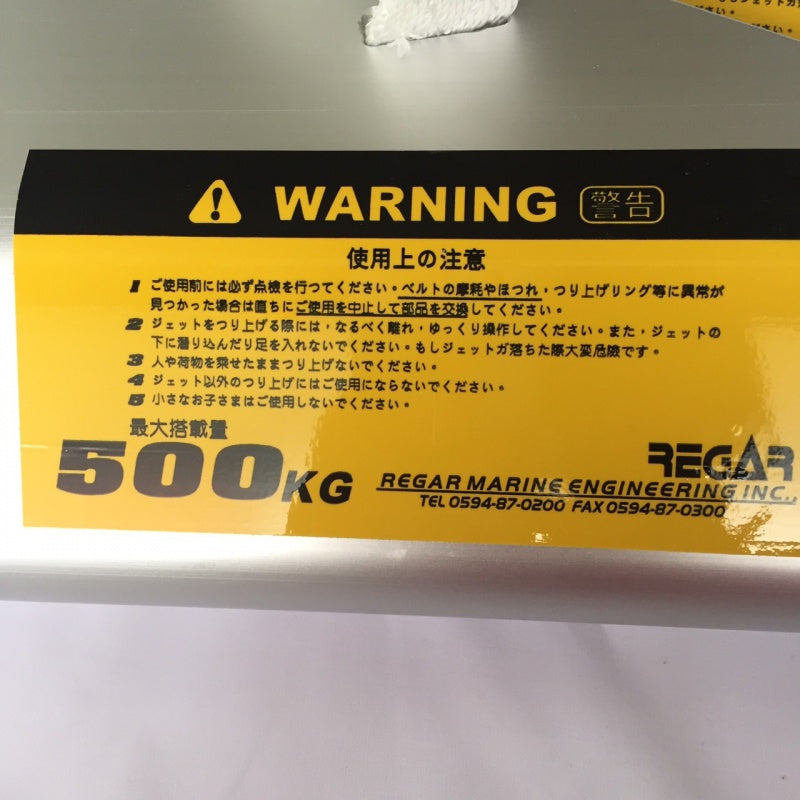 ださい。
WARNING 警告
使用上の注意
1 ご使用前には必ず点検を行つてください。ベルトの摩耗やほつれ，つり上げリング等に異常が
見つかった場合は直ちにご使用を中止して部品を交換してください。
2 ジェットをつり上げる際には，なるべく離れ，ゆっくり操作してください。また，ジェットの
下に潜り込んだり足を入れないでください。もしジェットガ落ちた際大変危険です。
3 人や荷物を乗せたままつり上げないでください。
4 ジェット以外のつり上げにはご使用にならないでください。
5 小さなお子さまはご使用しないでください。
最大搭載量
500KG
REGAR
REGAR MARINE ENGINEERING INC.,
TEL 0594-87-0200 FAX 0594-87-0300